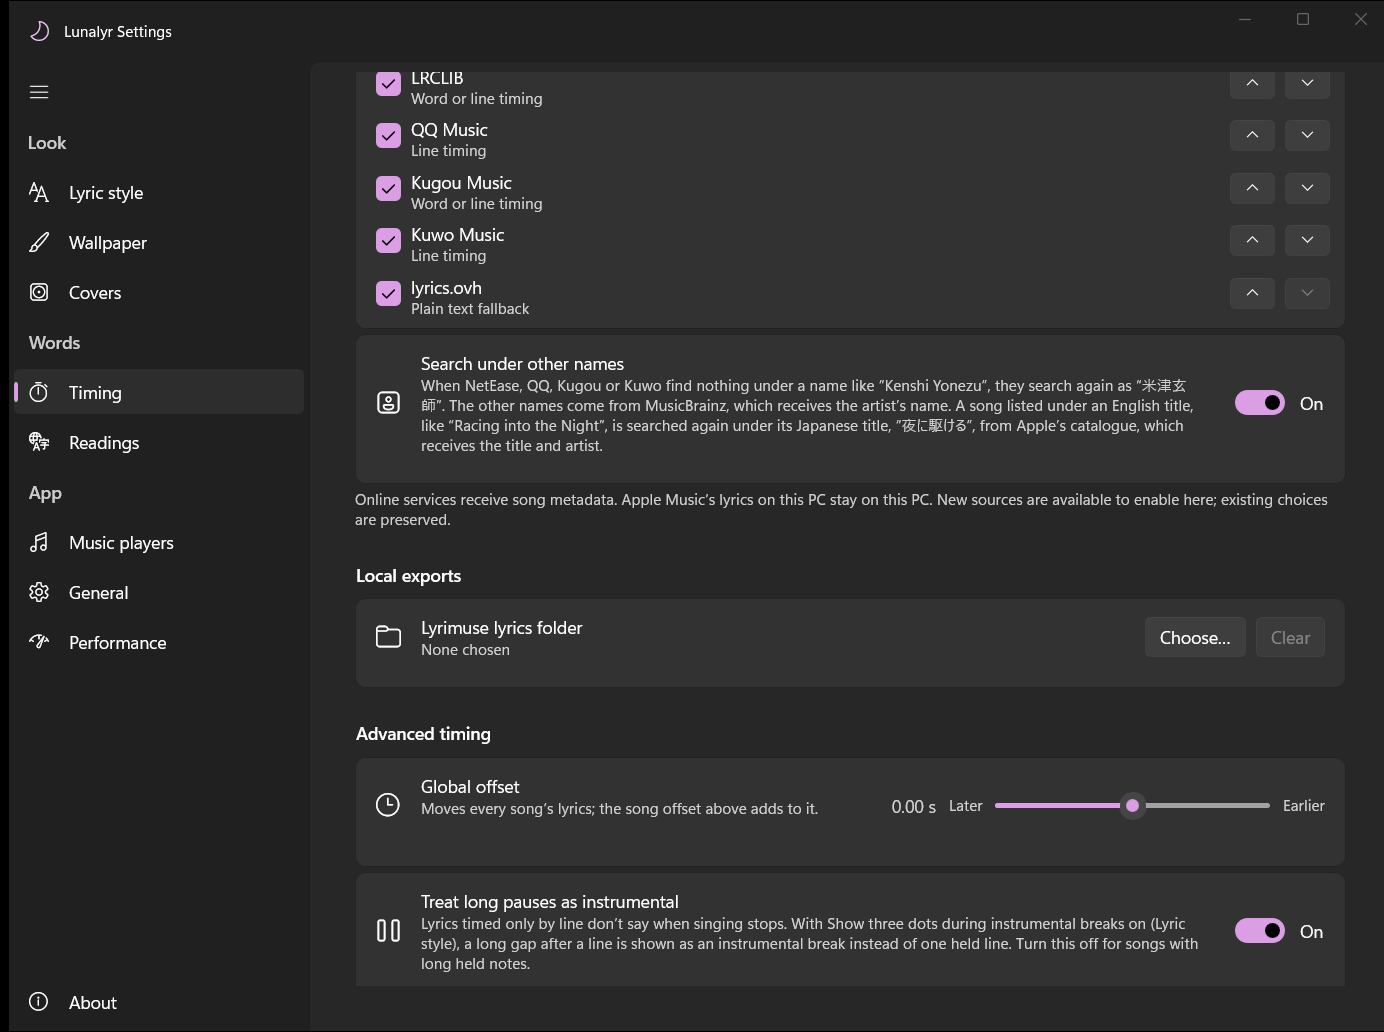 Lunalyr Settings
Look
Lyric style
Wallpaper
Covers
Words
Timing
Readings
App
Music players
General
Performance
About
LRCLIB
Word or line timing
QQ Music
Line timing
Kugou Music
Word or line timing
Kuwo Music
Line timing
lyrics.ovh
Plain text fallback
Search under other names
When NetEase, QQ, Kugou or Kuwo find nothing under a name like “Kenshi Yonezu”, they search again as “米津玄
師”. The other names come from MusicBrainz, which receives the artist’s name. A song listed under an English title,
like “Racing into the Night”, is searched again under its Japanese title, “夜に駆ける”, from Apple’s catalogue, which
receives the title and artist.
On
Online services receive song metadata. Apple Music’s lyrics on this PC stay on this PC. New sources are available to enable here; existing choices
are preserved.
Local exports
Lyrimuse lyrics folder
None chosen
Choose...
Clear
Advanced timing
Global offset
Moves every song’s lyrics; the song offset above adds to it.
0.00 s
Later
Earlier
Treat long pauses as instrumental
Lyrics timed only by line don’t say when singing stops. With Show three dots during instrumental breaks on (Lyric
style), a long gap after a line is shown as an instrumental break instead of one held line. Turn this off for songs with
long held notes.
On